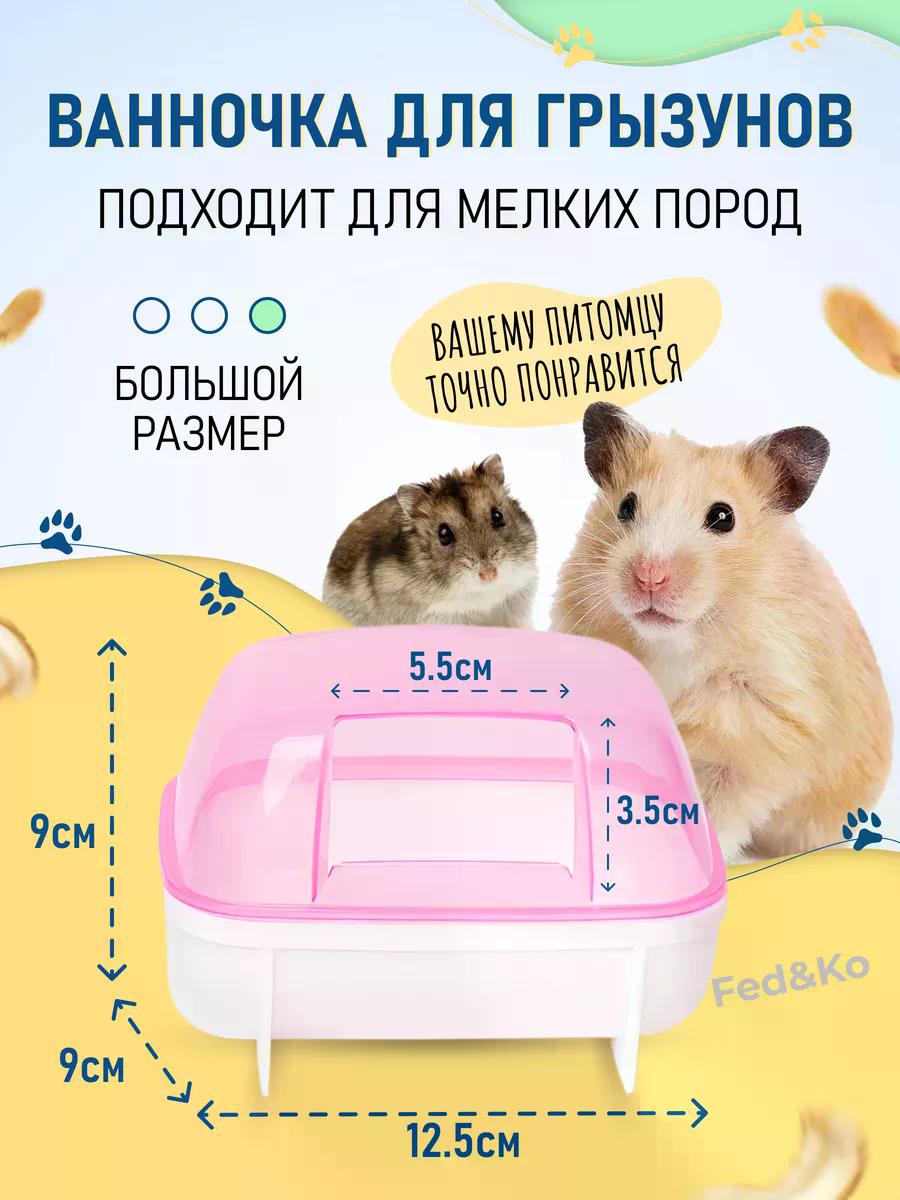 ВАННОЧКА ДЛЯ ГРЫЗУНОВ
ПОДХОДИТ ДЛЯ МЕЛКИХ ПОРОД
БОЛЬШОЙ
РАЗМЕР
ВАШЕМУ ПИТОМЦУ
ТОЧНО ПОНРАВИТСЯ
5.5см
3.5см
9см
Fed&Ko
9см
12.5см